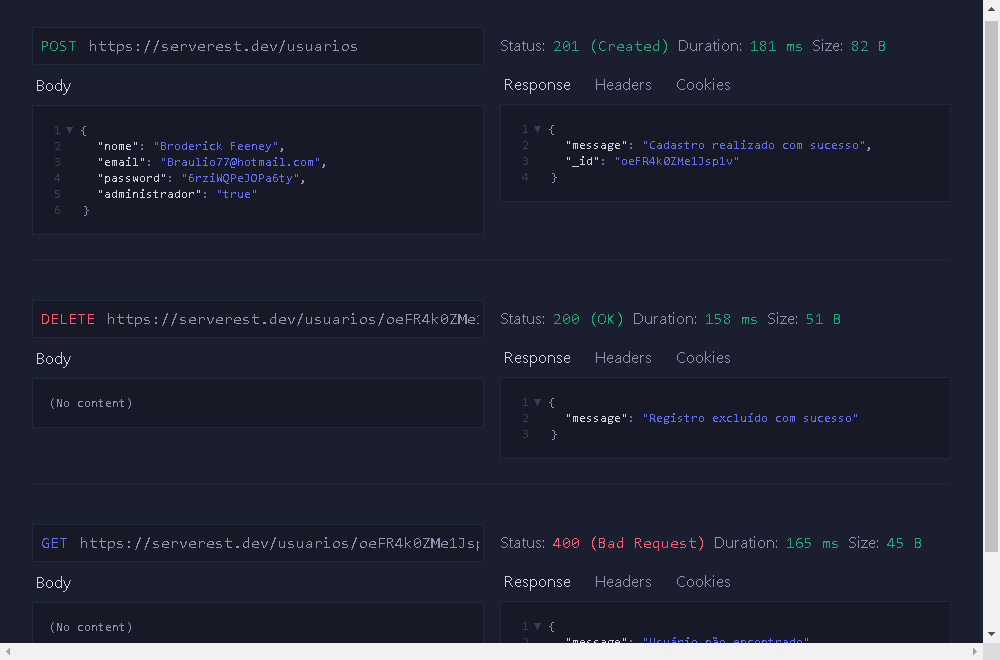 POST https://serverest.dev/usuarios
Status: 201 (Created) Duration: 181 ms Size: 82 B
Body
Response Headers Cookies
1 {
2 "nome": "Broderick Feeney",
3 "email": "Braulio77@hotmail.com",
4 "password": "6rziWQPeJOPa6ty",
5 "administrador": "true"
6 }
1 {
2 "message": "Cadastro realizado com sucesso",
3 "_id": "oeFR4k0ZMe1Jsp1v"
4 }
DELETE https://serverest.dev/usuarios/oeFR4k0ZMe1
Status: 200 (OK) Duration: 158 ms Size: 51 B
Body
Response Headers Cookies
(No content)
1 {
2 "message": "Registro excluído com sucesso"
3 }
GET https://serverest.dev/usuarios/oeFR4k0ZMe1Jsp
Status: 400 (Bad Request) Duration: 165 ms Size: 45 B
Body
Response Headers Cookies
(No content)
1 {
"message": "Usuário não encontrado"